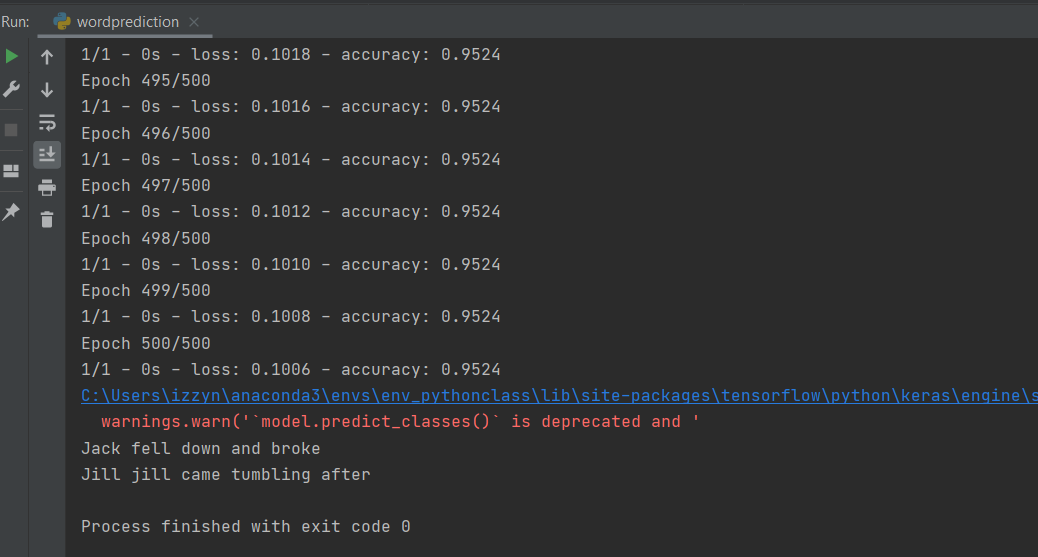 Run: wordprediction
1/1 - 0s - loss: 0.1018 - accuracy: 0.9524
Epoch 495/500
1/1 - 0s - loss: 0.1016 - accuracy: 0.9524
Epoch 496/500
1/1 - 0s - loss: 0.1014 - accuracy: 0.9524
Epoch 497/500
1/1 - 0s - loss: 0.1012 - accuracy: 0.9524
Epoch 498/500
1/1 - 0s - loss: 0.1010 - accuracy: 0.9524
Epoch 499/500
1/1 - 0s - loss: 0.1008 - accuracy: 0.9524
Epoch 500/500
1/1 - 0s - loss: 0.1006 - accuracy: 0.9524
C:\Users\izzyn\anaconda3\envs\env_pythonclass\lib\site-packages\tensorflow\python\keras\engine\s
warnings.warn('`model.predict_classes()` is deprecated and '
Jack fell down and broke
Jill jill came tumbling after
Process finished with exit code 0